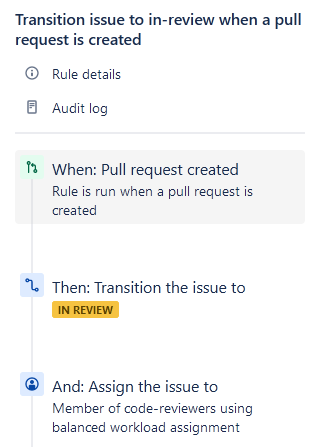 Transition issue to in-review when a pull
request is created
Rule details
Audit log
When: Pull request created
Rule is run when a pull request is
created
Then: Transition the issue to
IN REVIEW
And: Assign the issue to
Member of code-reviewers using
balanced workload assignment